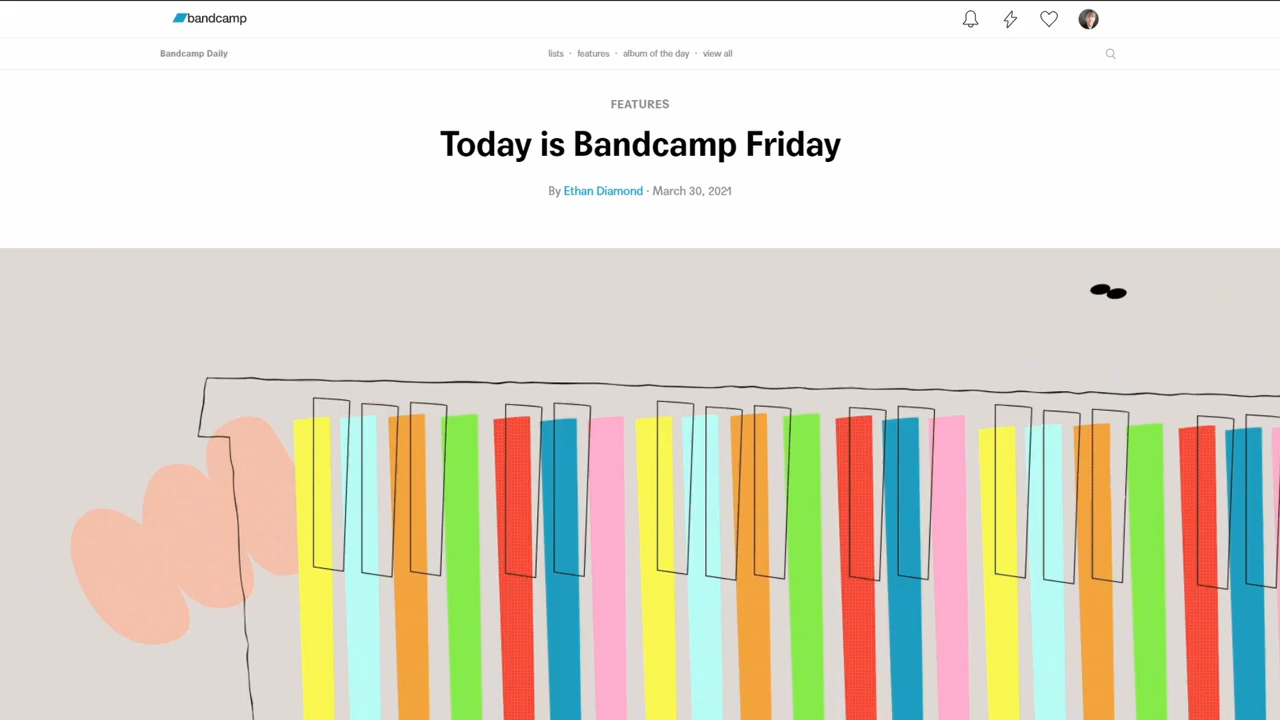 bandcamp
Bandcamp Daily
lists · features · album of the day · view all
FEATURES
Today is Bandcamp Friday
By Ethan Diamond · March 30, 2021